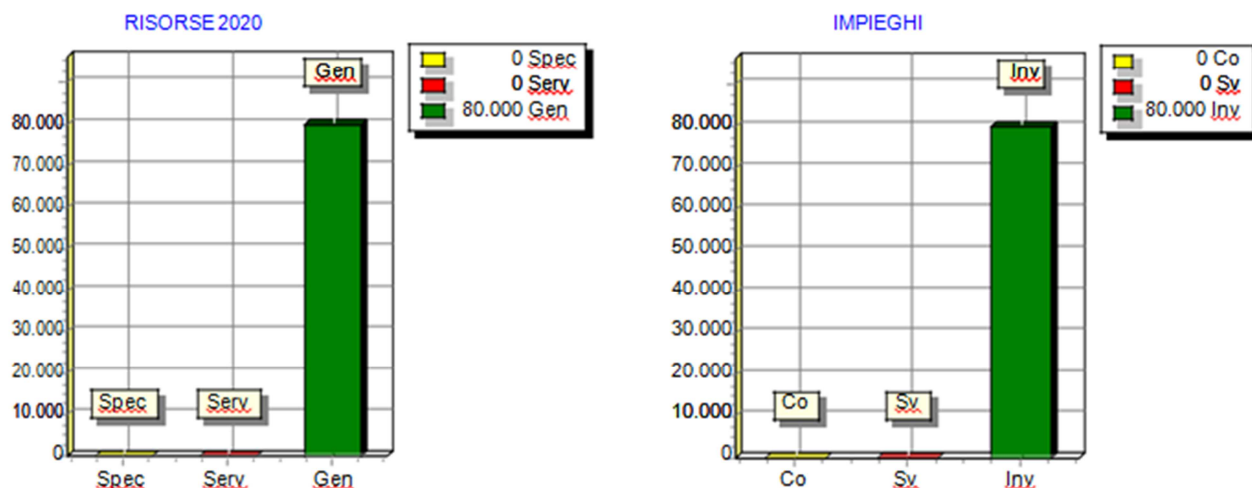 RISORSE 2020
Gen
80.000
70.000
60.000
50.000
40.000
30.000
20.000
10.000
0
Spec
Serv
Spec
Serv
Gen
0 Spec
0 Serv
80.000 Gen
IMPIEGHI
Inv
80.000
70.000
60.000
50.000
40.000
30.000
20.000
10.000
0
Co
Sv
Co
Sv
Inv
0 Co
0 Sv
80.000 Inv